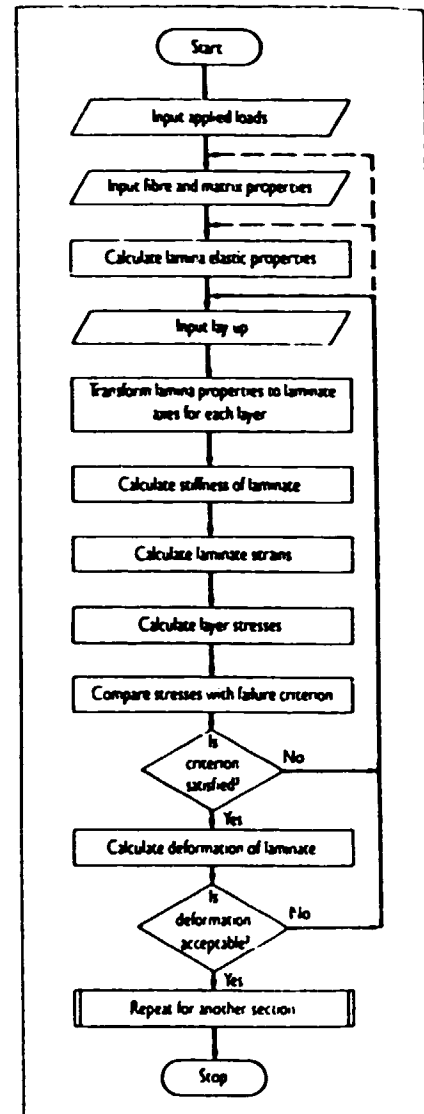 Start
Input applied loads
Input fibre and matrix properties
Calculate lamina elastic properties
Input lay up
Transform lamina properties to laminate
axes for each layer
Calculate stiffness of laminate
Calculate laminate strains
Calculate layer stresses
Compare stresses with failure criterion
Is
criterion
satisfied?
No
Yes
Calculate deformation of laminate
Is
deformation
acceptable?
No
Yes
Repeat for another section
Stop